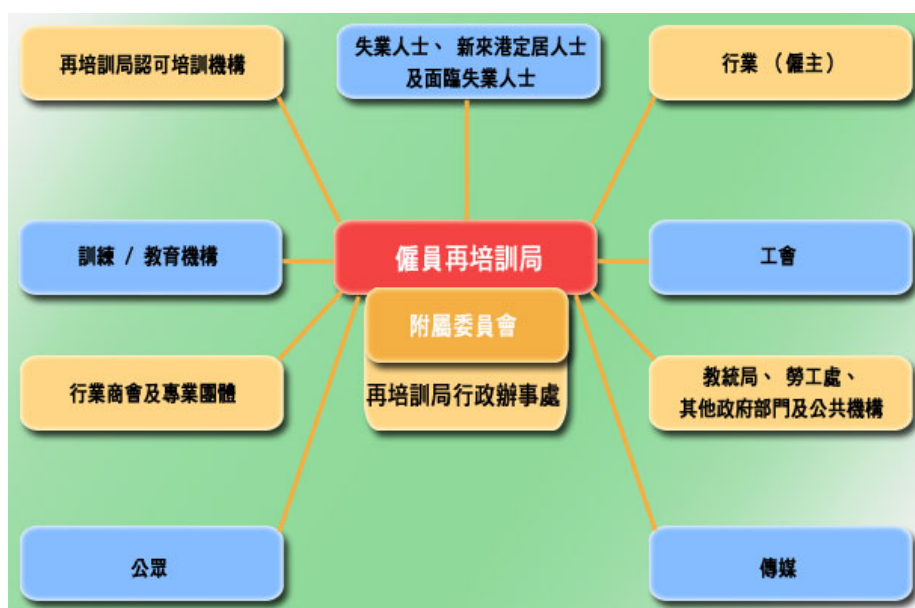 再培訓局認可培訓機構
失業人士、 新來港定居人士
及面臨失業人士
行業 （僱主）
訓練 / 教育機構
僱員再培訓局
工會
附屬委員會
行業商會及專業團體
再培訓局行政辦事處
教統局、 勞工處、
其他政府部門及公共機構
公眾
傳媒